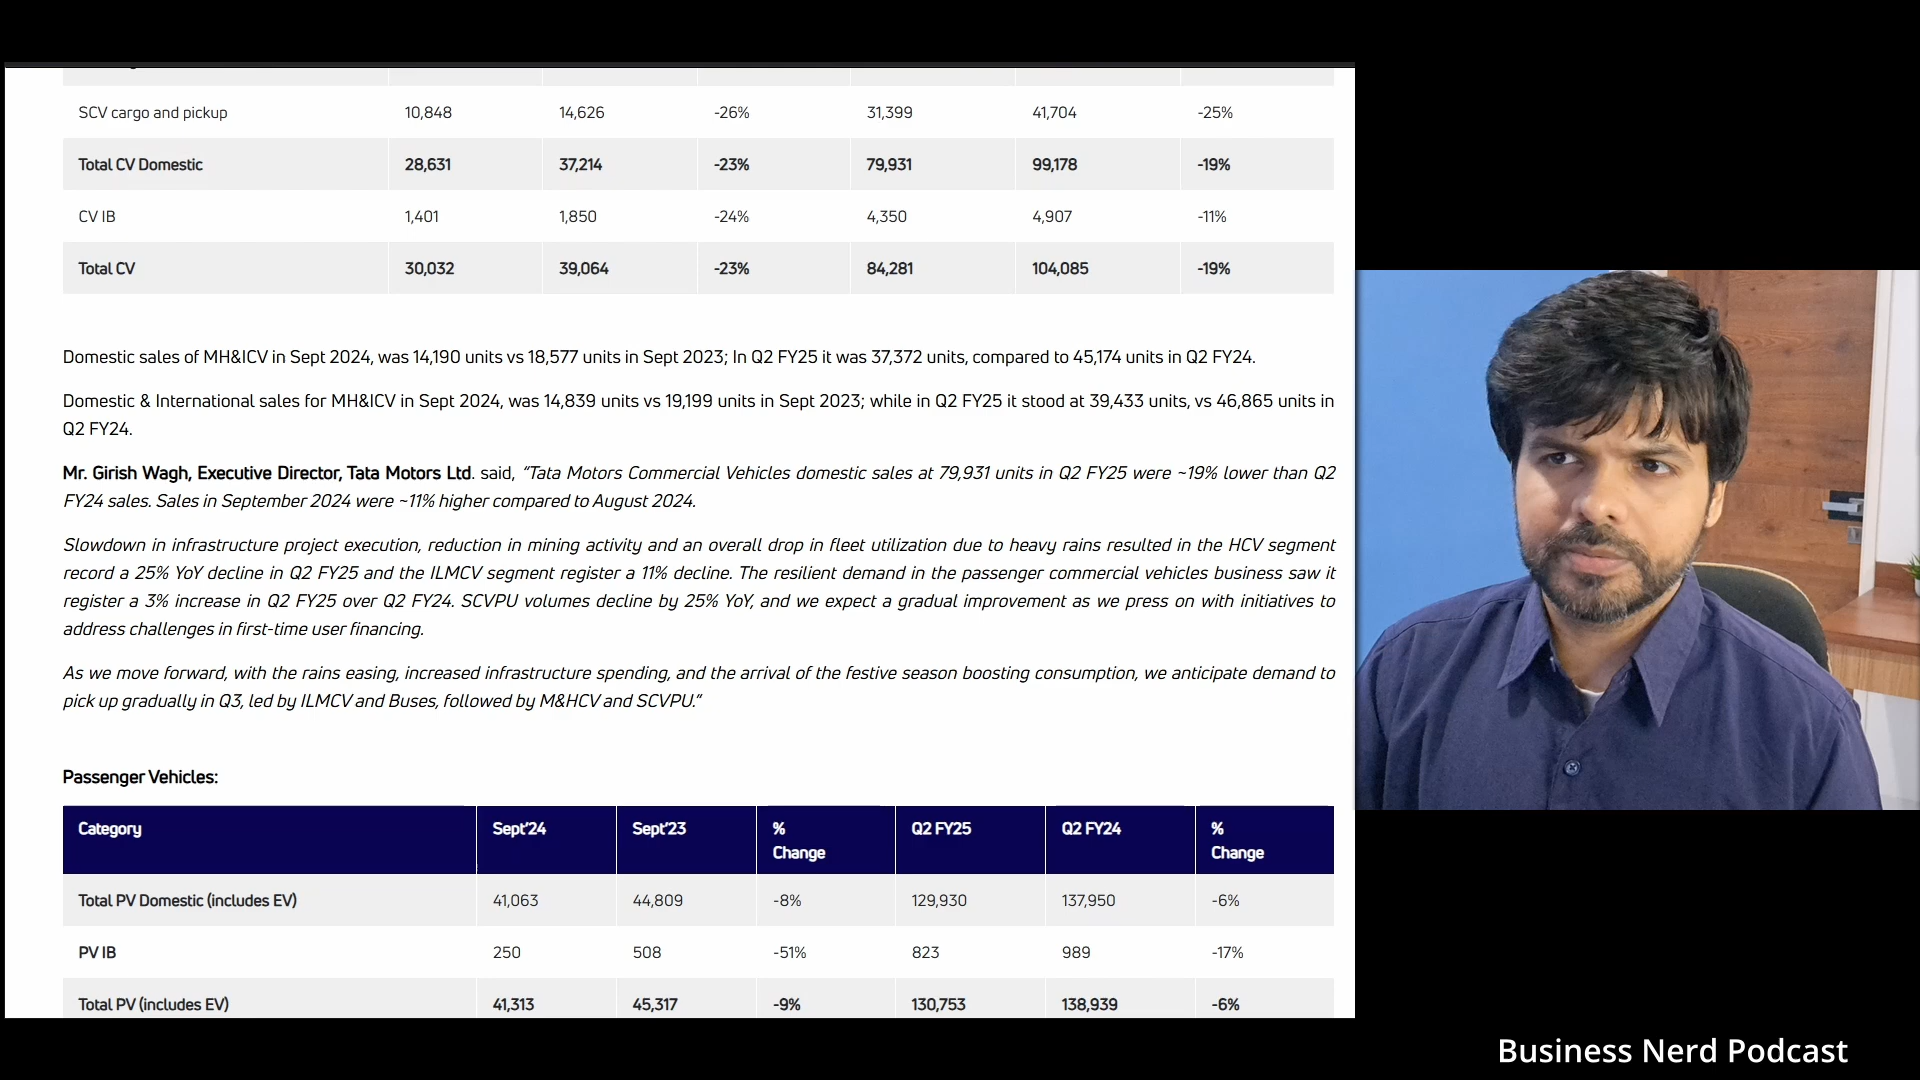 SCV cargo and pickup 10,848 14,626 -26% 31,399 41,704 -25%
Total CV Domestic 28,631 37,214 -23% 79,931 99,178 -19%
CV IB 1,401 1,850 -24% 4,350 4,907 -11%
Total CV 30,032 39,064 -23% 84,281 104,085 -19%
Domestic sales of MH&ICV in Sept 2024, was 14,190 units vs 18,577 units in Sept 2023; In Q2 FY25 it was 37,372 units, compared to 45,174 units in Q2 FY24.
Domestic & International sales for MH&ICV in Sept 2024, was 14,839 units vs 19,199 units in Sept 2023; while in Q2 FY25 it stood at 39,433 units, vs 46,865 units in
Q2 FY24.
Mr. Girish Wagh, Executive Director, Tata Motors Ltd. said, “Tata Motors Commercial Vehicles domestic sales at 79,931 units in Q2 FY25 were ~19% lower than Q2
FY24 sales. Sales in September 2024 were ~11% higher compared to August 2024.
Slowdown in infrastructure project execution, reduction in mining activity and an overall drop in fleet utilization due to heavy rains resulted in the HCV segment
record a 25% YoY decline in Q2 FY25 and the ILMCV segment register a 11% decline. The resilient demand in the passenger commercial vehicles business saw it
register a 3% increase in Q2 FY25 over Q2 FY24. SCVPU volumes decline by 25% YoY, and we expect a gradual improvement as we press on with initiatives to
address challenges in first-time user financing.
As we move forward, with the rains easing, increased infrastructure spending, and the arrival of the festive season boosting consumption, we anticipate demand to
pick up gradually in Q3, led by ILMCV and Buses, followed by M&HCV and SCVPU.”
Passenger Vehicles:
Category Sept’24 Sept’23 % Change Q2 FY25 Q2 FY24 % Change
Total PV Domestic (includes EV) 41,063 44,809 -8% 129,930 137,950 -6%
PV IB 250 508 -51% 823 989 -17%
Total PV (includes EV) 41,313 45,317 -9% 130,753 138,939 -6%
Business Nerd Podcast